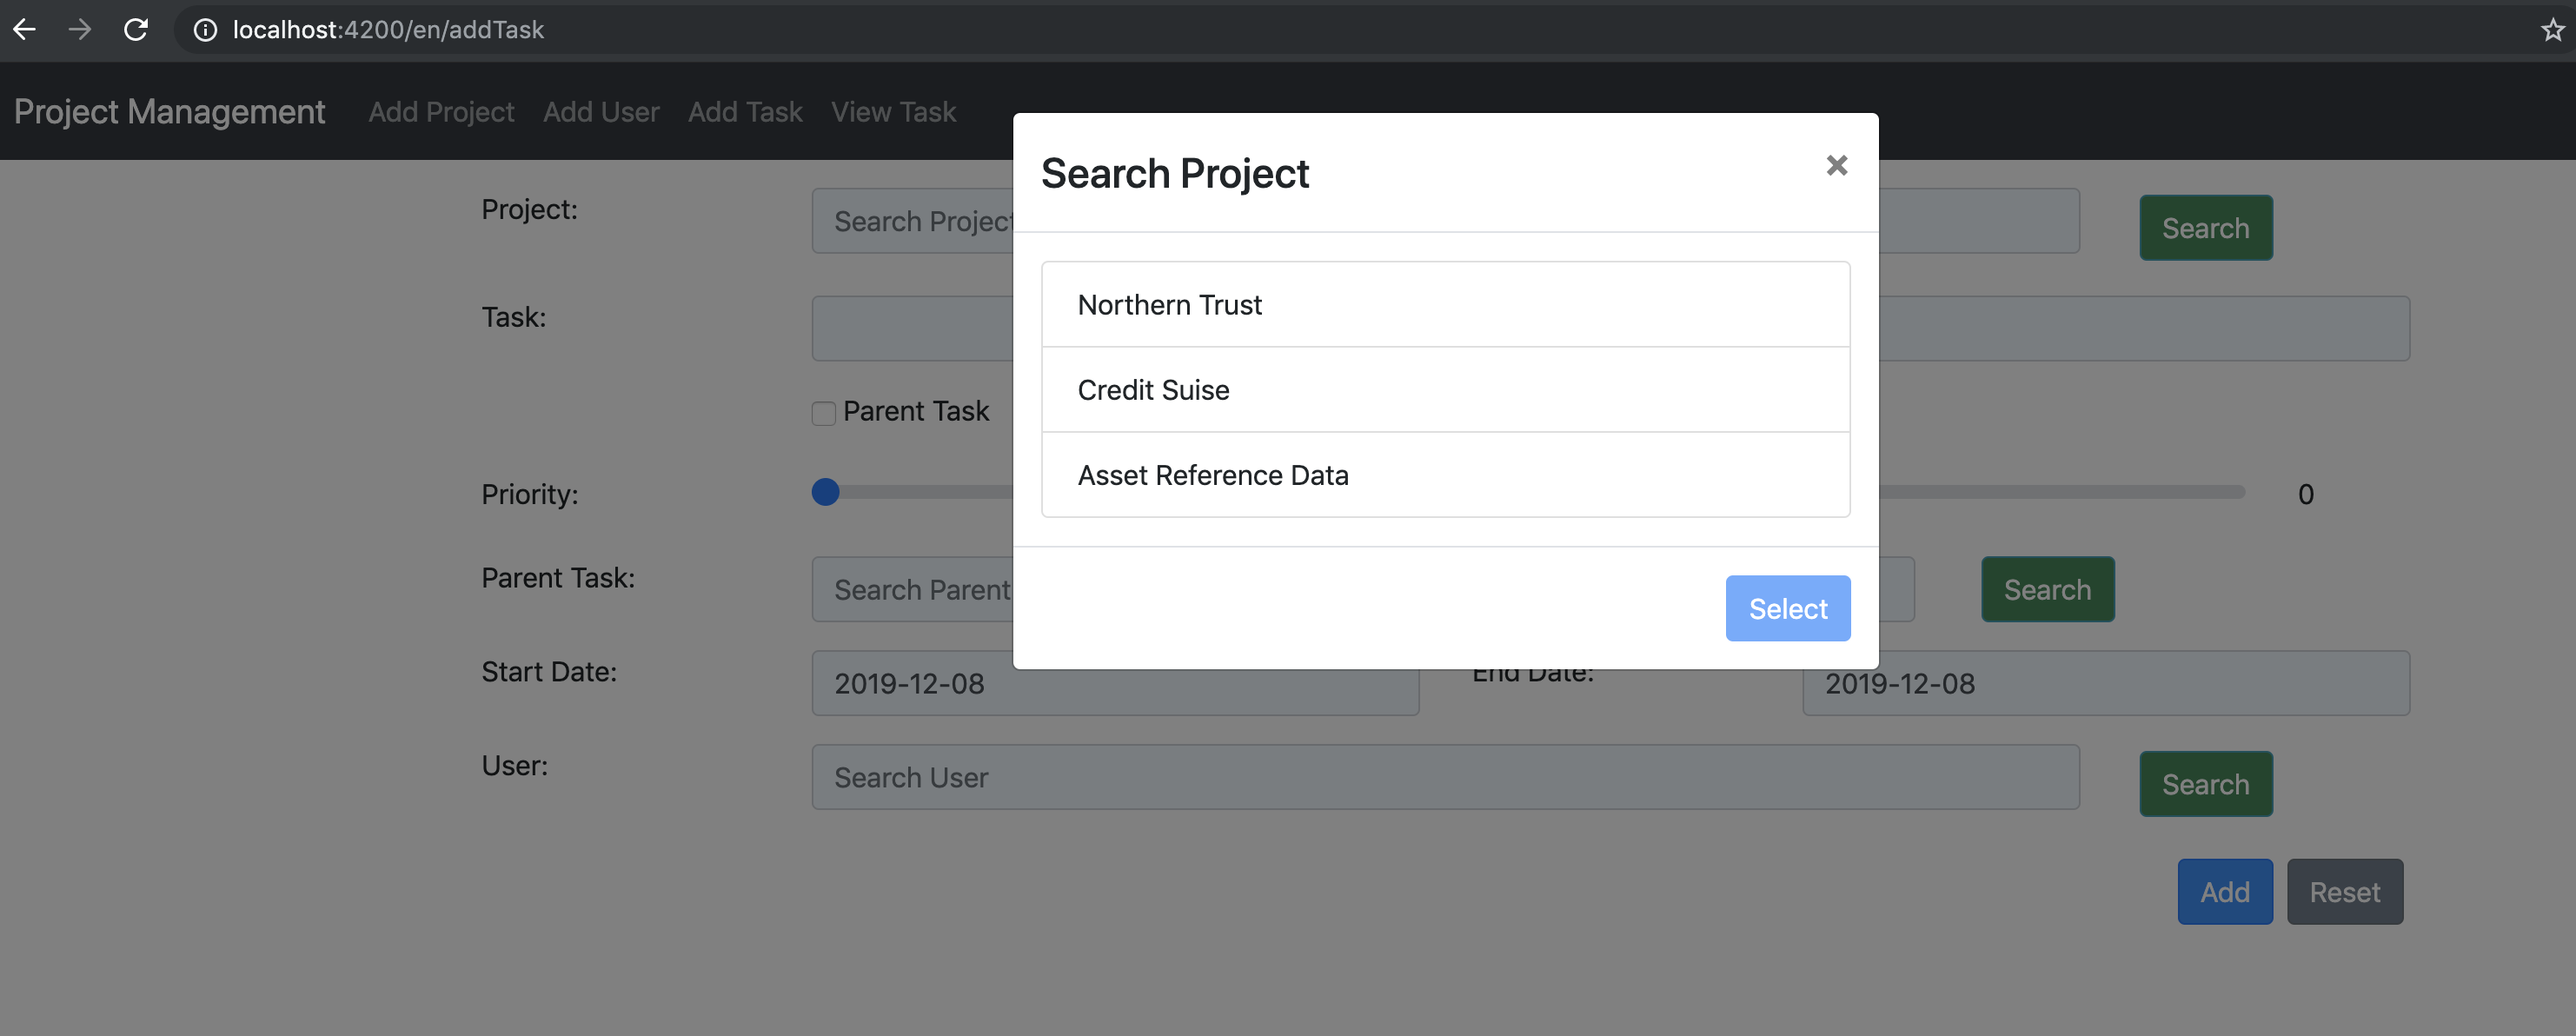 localhost:4200/en/addTask
Project Management Add Project Add User Add Task View Task
Search Project ×
Northern Trust
Credit Suise
Asset Reference Data
Select
Project: Search Project Search
Task:
Parent Task
Priority: 0
Parent Task: Search Parent Search
Start Date: 2019-12-08 End Date: 2019-12-08
User: Search User Search
Add Reset